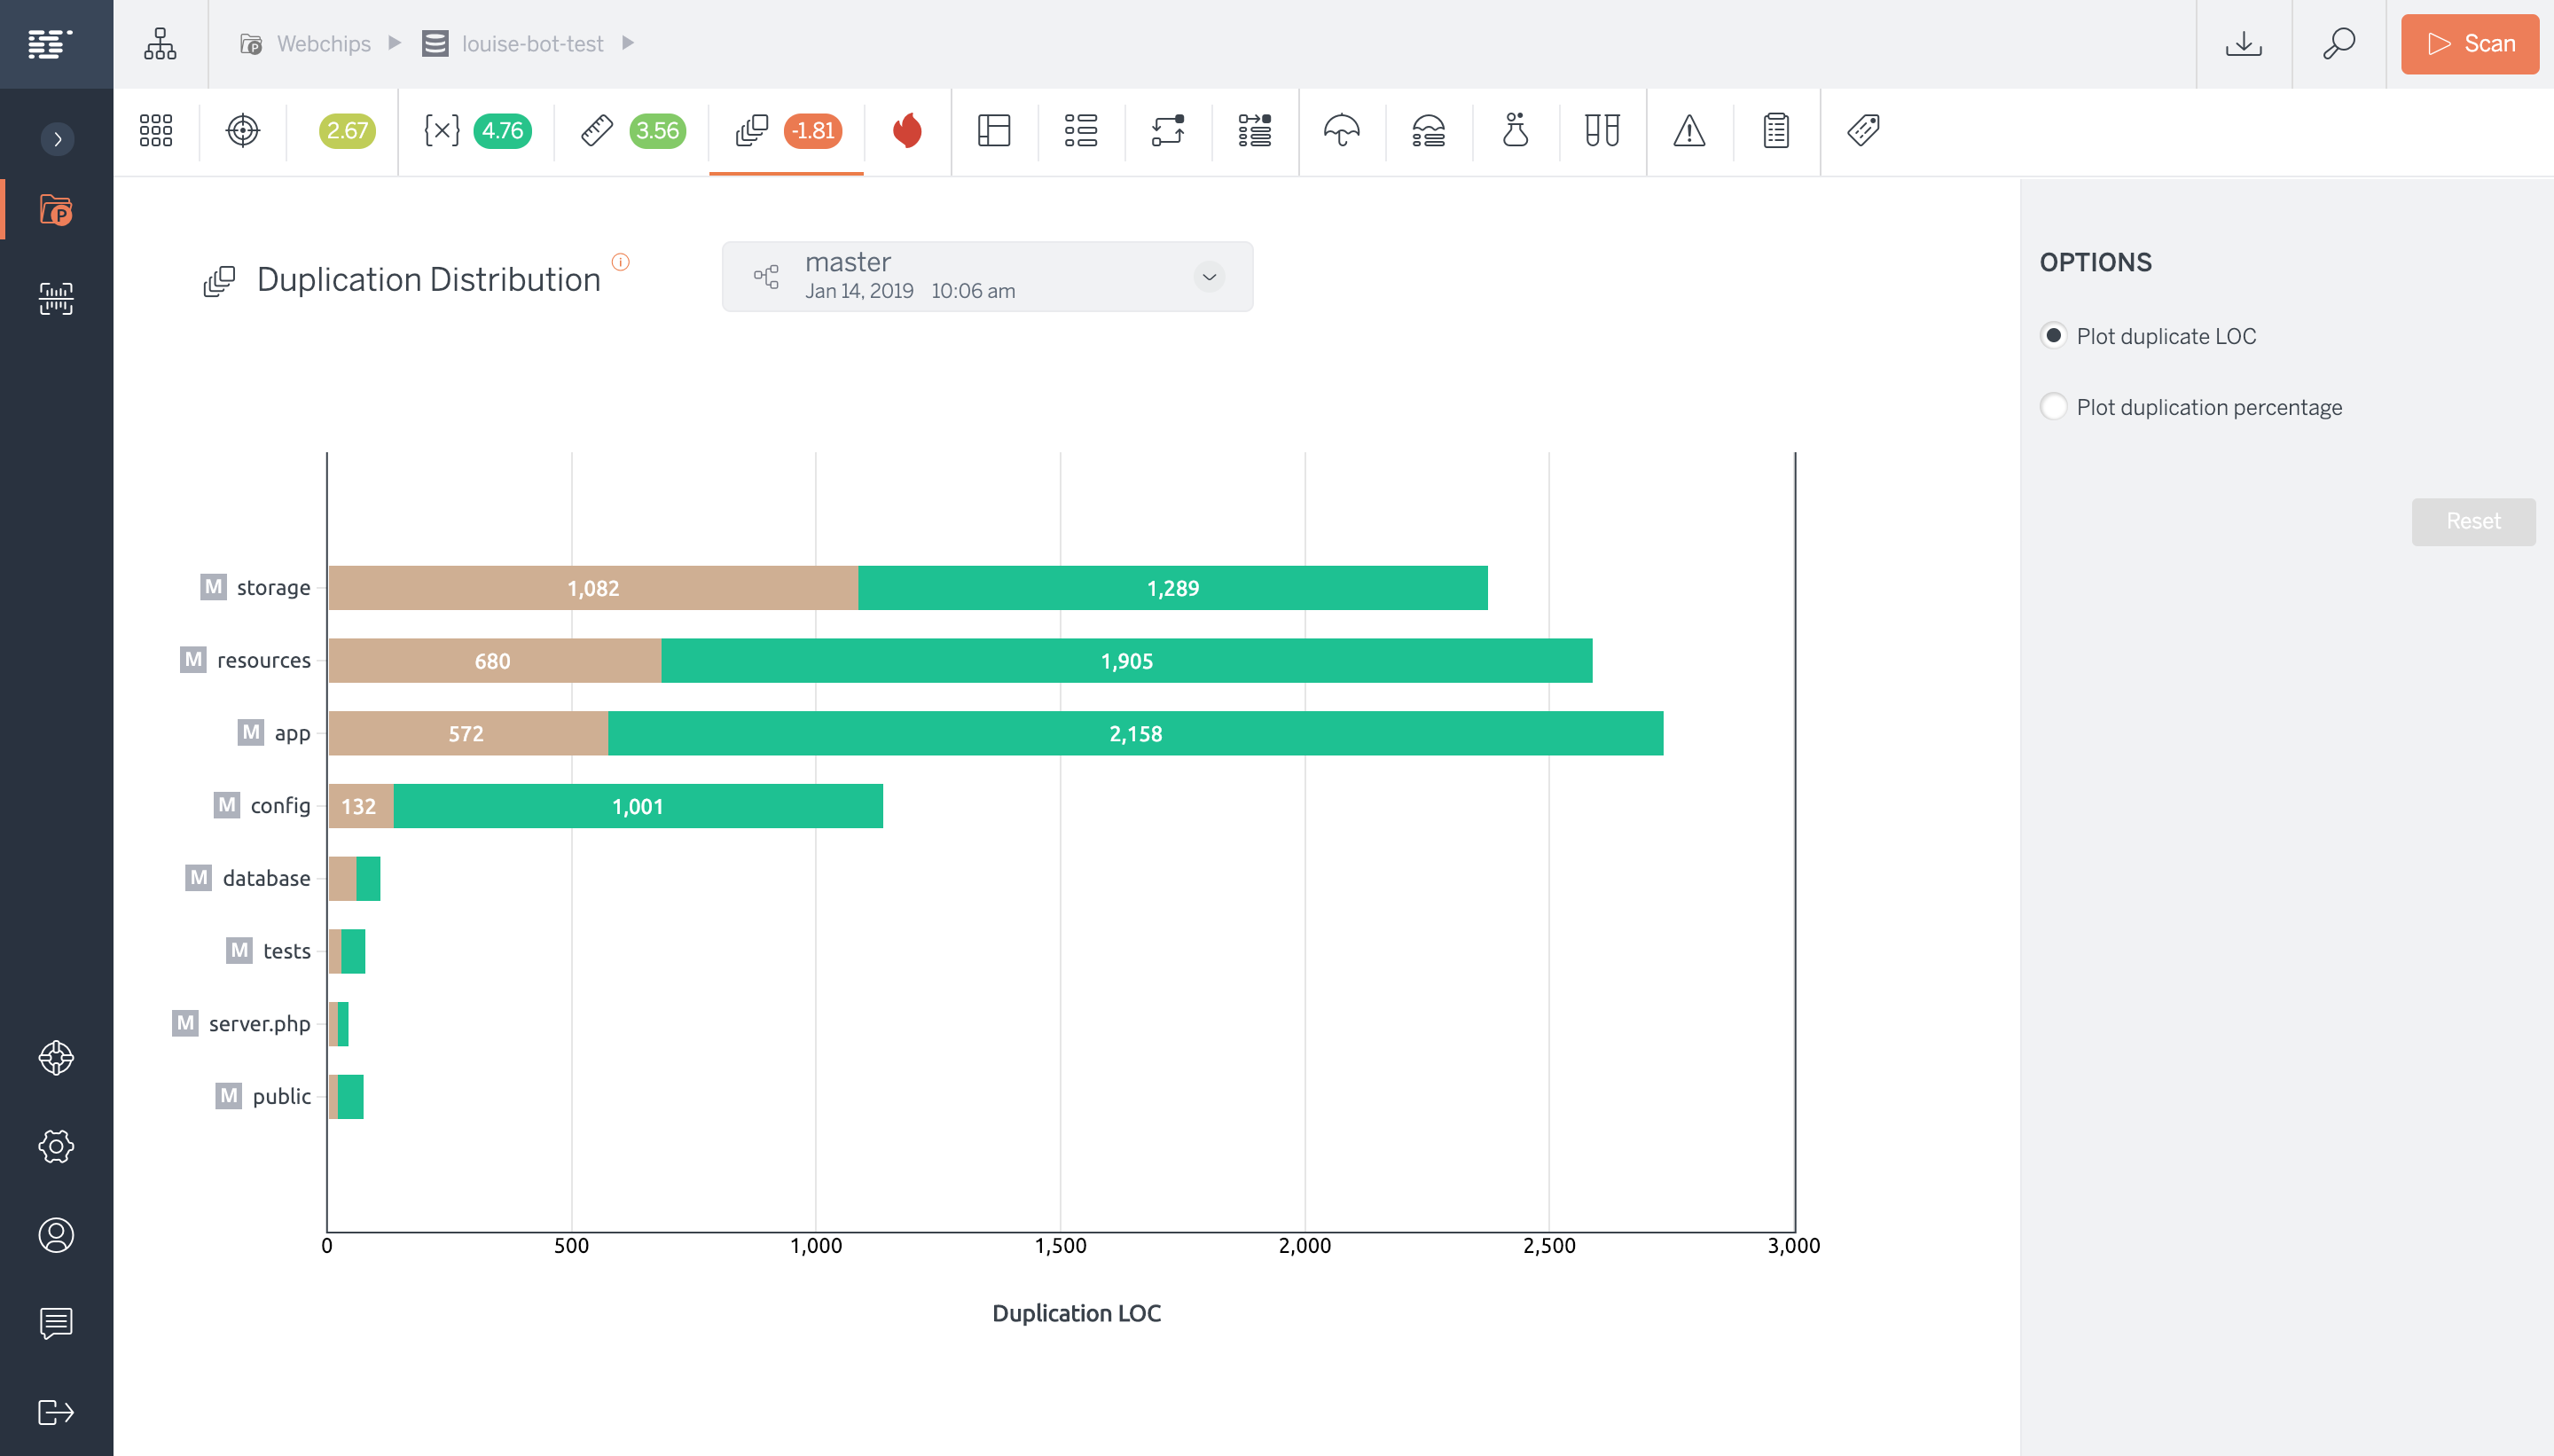 Webchips louise-bot-test
Scan
2.67 {×} 4.76 3.56 -1.81
P
Duplication Distribution i
master
Jan 14, 2019 10:06 am
OPTIONS
Plot duplicate LOC
Plot duplication percentage
Reset
M storage 1,082 1,289
M resources 680 1,905
M app 572 2,158
M config 132 1,001
M database
M tests
M server.php
M public
0 500 1,000 1,500 2,000 2,500 3,000
Duplication LOC